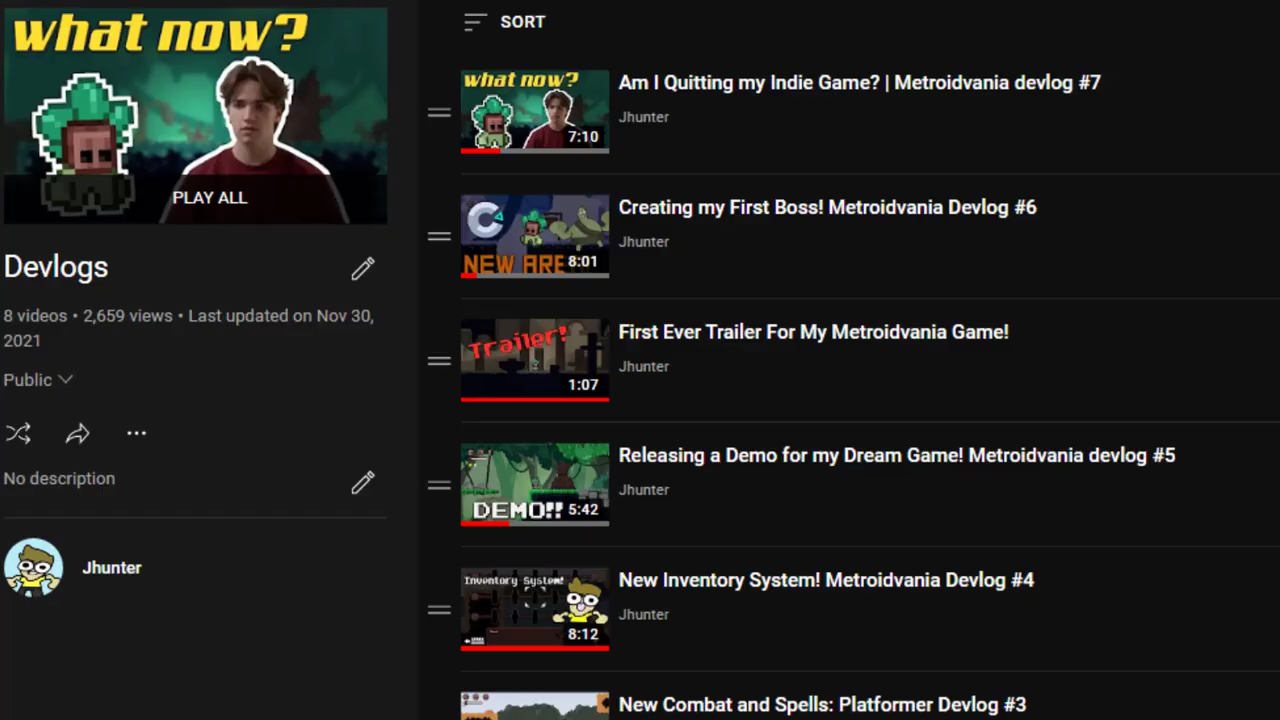 what now?
PLAY ALL
Devlogs
8 videos • 2,659 views • Last updated on Nov 30,
2021
Public
No description
Jhunter
SORT
what now?
7:10
Am I Quitting my Indie Game? | Metroidvania devlog #7
Jhunter
NEW ARE
8:01
Creating my First Boss! Metroidvania Devlog #6
Jhunter
Trailer!
1:07
First Ever Trailer For My Metroidvania Game!
Jhunter
DEMO!!
5:42
Releasing a Demo for my Dream Game! Metroidvania devlog #5
Jhunter
Inventory System!
8:12
New Inventory System! Metroidvania Devlog #4
Jhunter
New Combat and Spells: Platformer Devlog #3